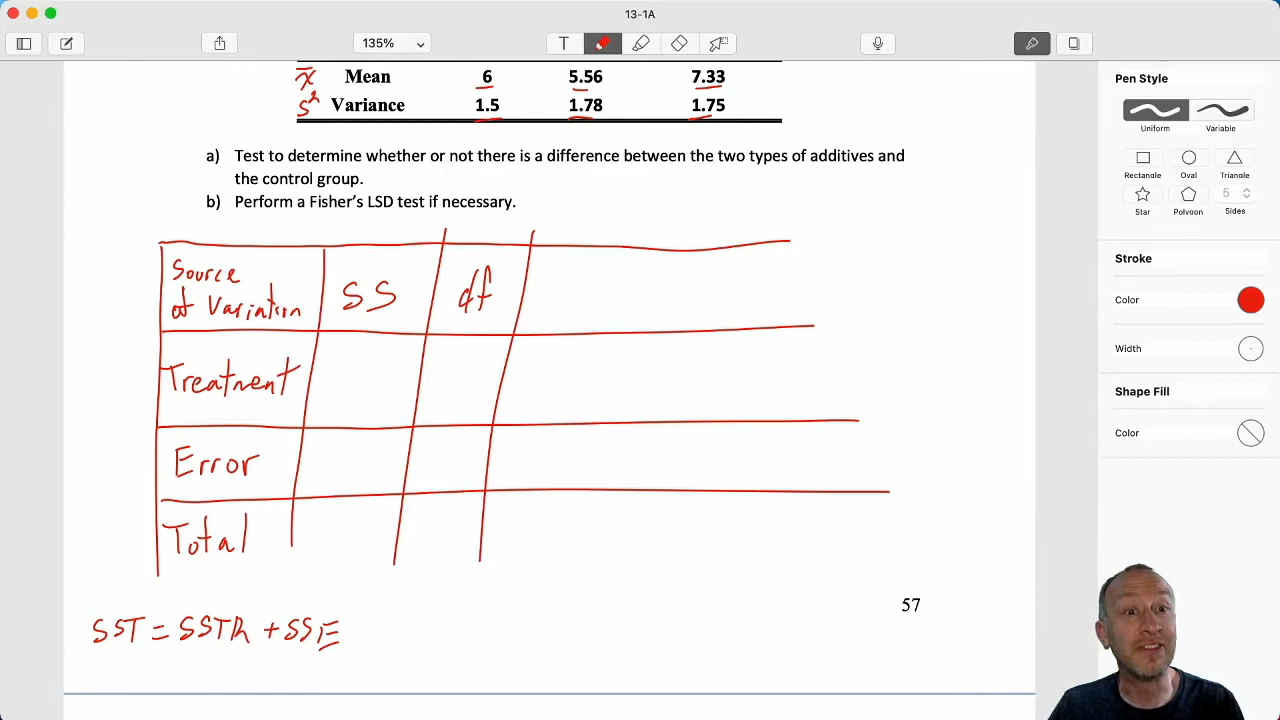 13-1A
135%
T
x̄ Mean 6 5.56 7.33
s² Variance 1.5 1.78 1.75
a) Test to determine whether or not there is a difference between the two types of additives and
the control group.
b) Perform a Fisher's LSD test if necessary.
Source
of Variation
SS
df
Treatment
Error
Total
57
SST = SSTR + SSE
Pen Style
Uniform Variable
Rectangle Oval Triangle
5
Star Polygon Sides
Stroke
Color
Width
Shape Fill
Color